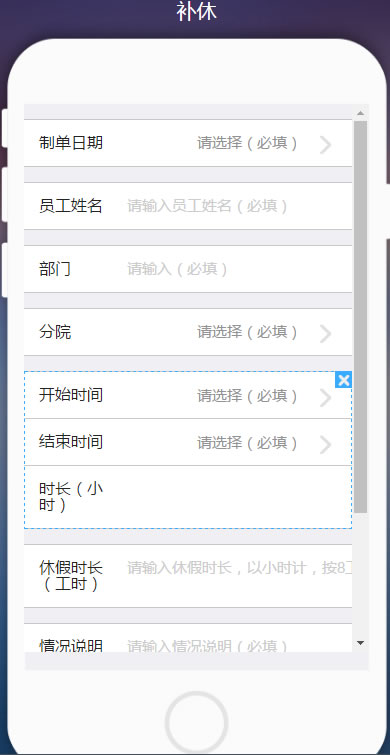 补休
制单日期 请选择（必填）
员工姓名 请输入员工姓名（必填）
部门 请输入（必填）
分院 请选择（必填）
开始时间 请选择（必填）
结束时间 请选择（必填）
时长（小
时）
休假时长 请输入休假时长，以小时计，按8工
（工时）
情况说明 请输入情况说明（必填）